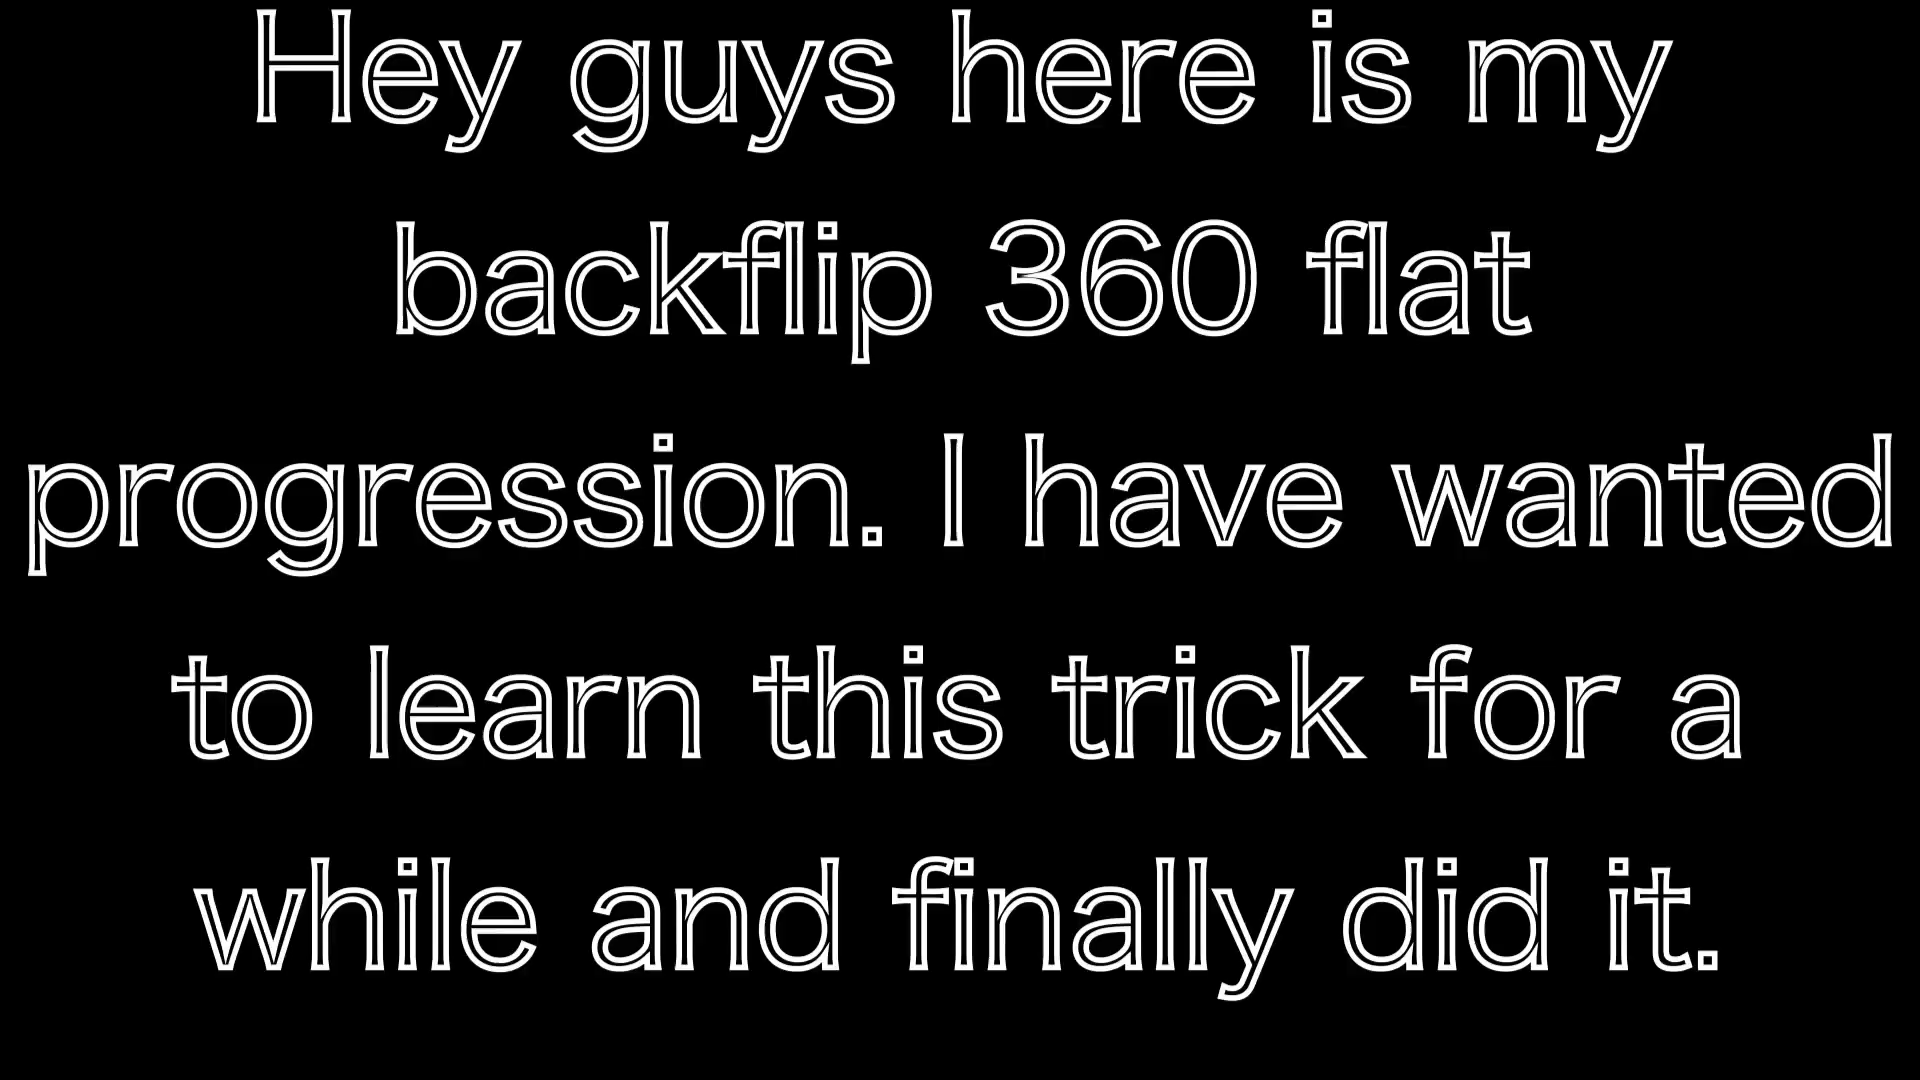 Hey guys here is my
backflip 360 flat
progression. I have wanted
to learn this trick for a
while and finally did it.